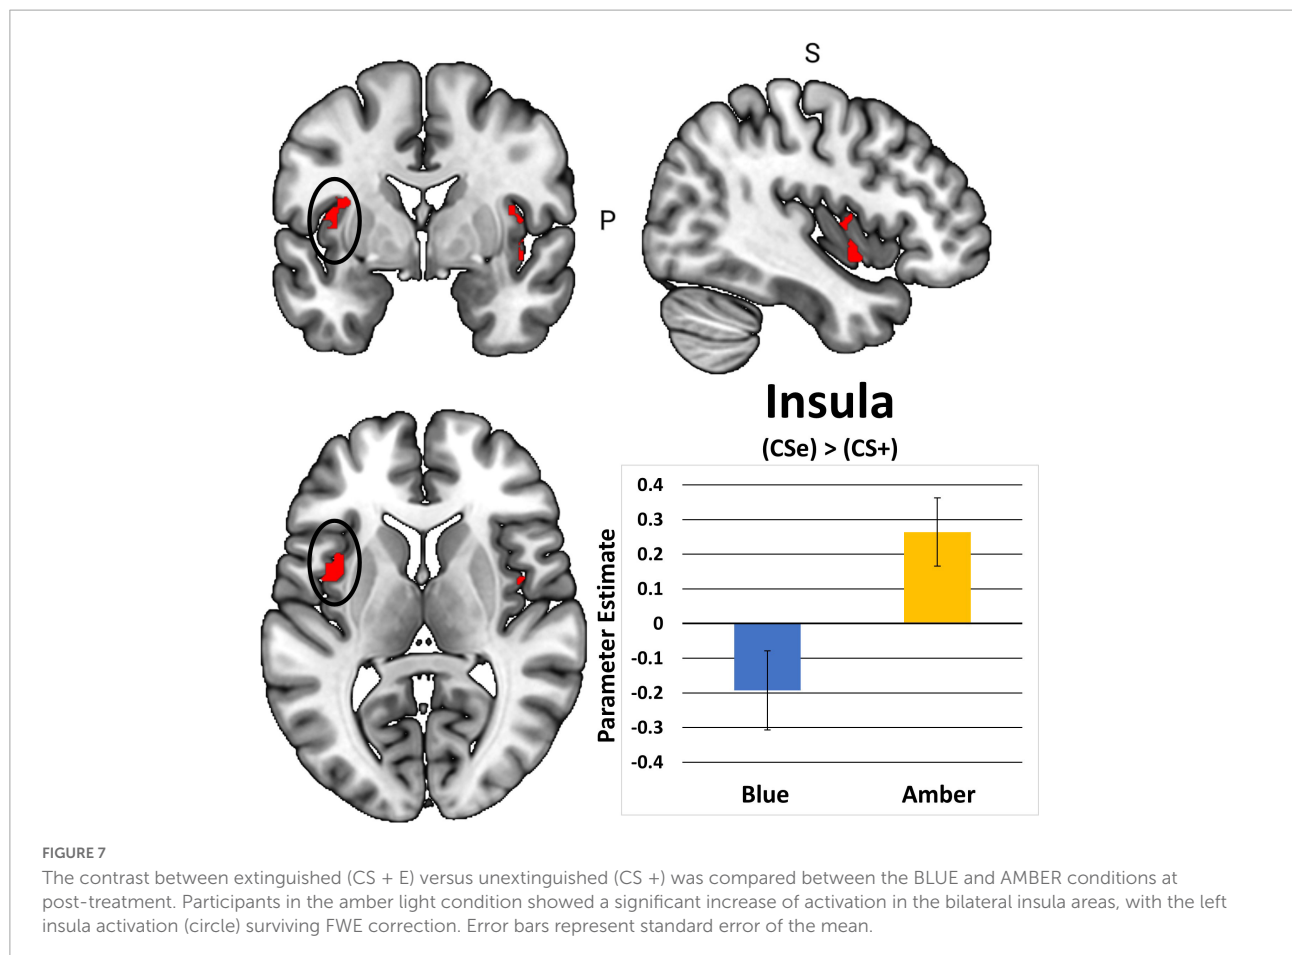 S
P
Insula
(CSe) > (CS+)
Parameter Estimate
0.4
0.3
0.2
0.1
0
-0.1
-0.2
-0.3
-0.4
Blue
Amber
FIGURE 7
The contrast between extinguished (CS + E) versus unextinguished (CS +) was compared between the BLUE and AMBER conditions at
post-treatment. Participants in the amber light condition showed a significant increase of activation in the bilateral insula areas, with the left
insula activation (circle) surviving FWE correction. Error bars represent standard error of the mean.